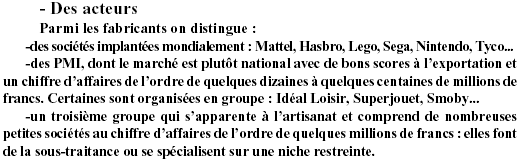 - Des acteurs
Parmi les fabricants on distingue :
-des sociétés implantées mondialement : Mattel, Hasbro, Lego, Sega, Nintendo, Tyco...
-des PMI, dont le marché est plutôt national avec de bons scores à l'exportation et
un chiffre d'affaires de l'ordre de quelques dizaines à quelques centaines de millions de
francs. Certaines sont organisées en groupe : Idéal Loisir, Superjouet, Smoby...
-un troisième groupe qui s'apparente à l'artisanat et comprend de nombreuses
petites sociétés au chiffre d'affaires de l'ordre de quelques millions de francs : elles font
de la sous-traitance ou se spécialisent sur une niche restreinte.